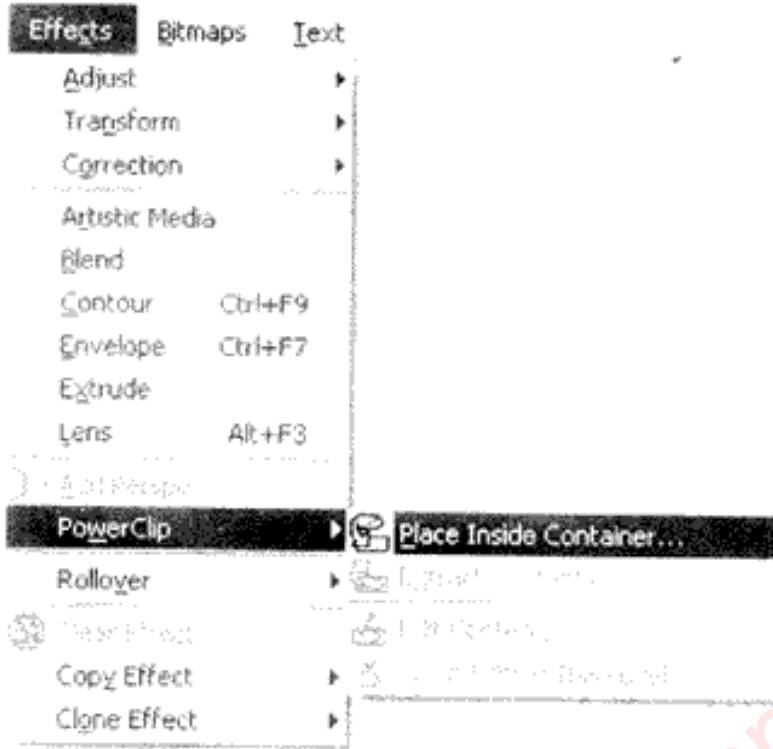 Effects Bitmaps Text
Adjust
Transform
Correction
Artistic Media
Blend
Contour Ctrl+F9
Envelope Ctrl+F7
Extrude
Lens Alt+F3
PowerClip Place Inside Container...
Rollover
Copy Effect
Clone Effect